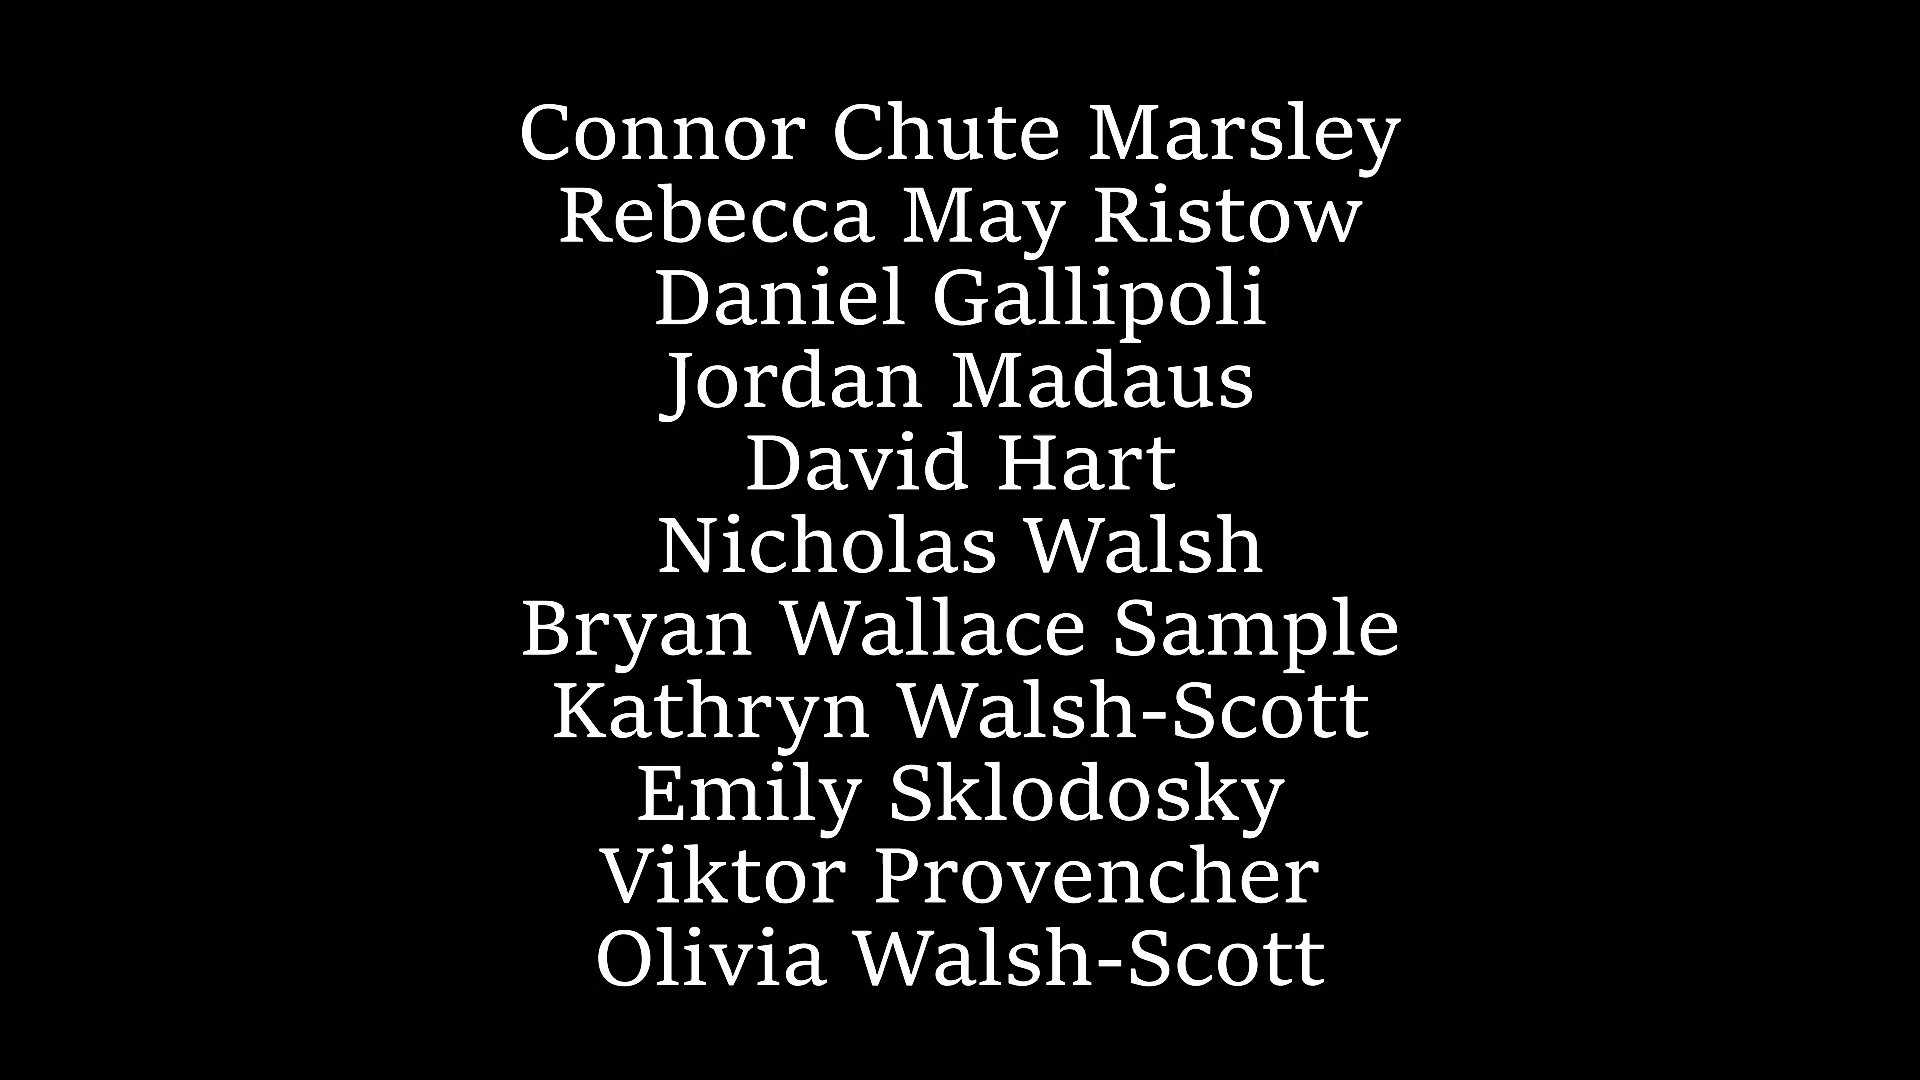 Connor Chute Marsley
Rebecca May Ristow
Daniel Gallipoli
Jordan Madaus
David Hart
Nicholas Walsh
Bryan Wallace Sample
Kathryn Walsh-Scott
Emily Sklodosky
Viktor Provencher
Olivia Walsh-Scott